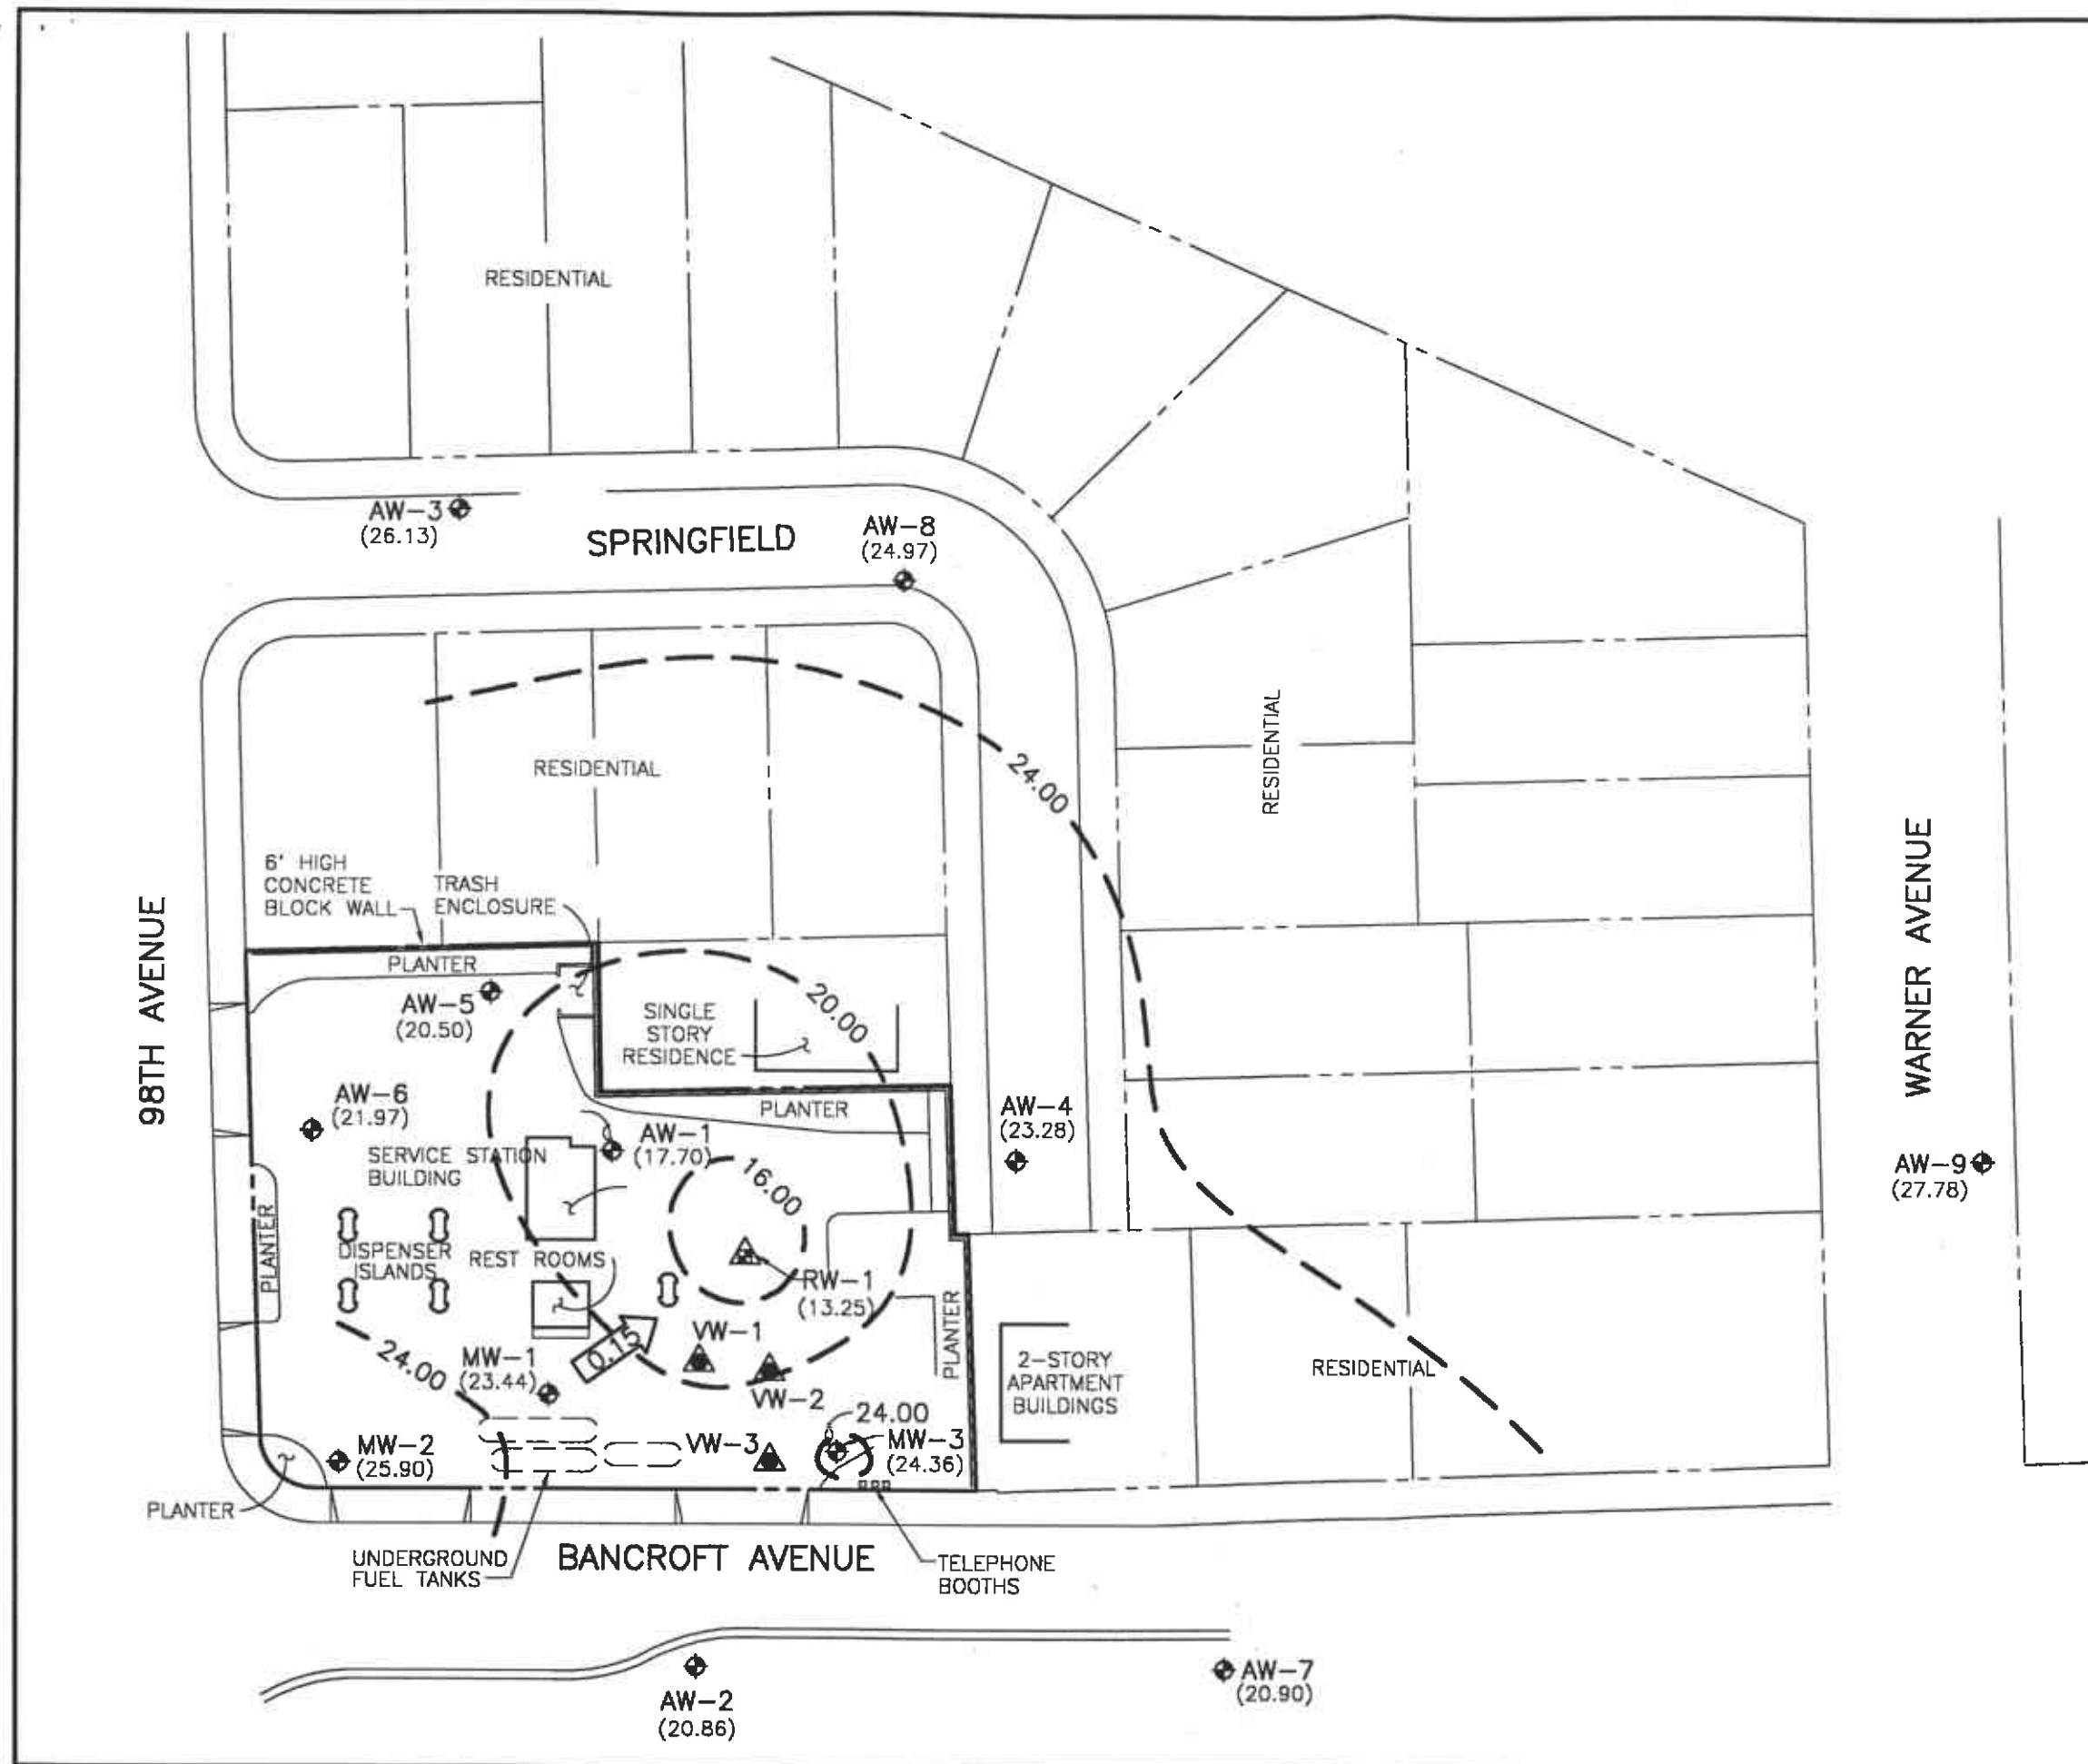 RESIDENTIAL
AW-3
(26.13)
SPRINGFIELD
AW-8
(24.97)
RESIDENTIAL
24.00
RESIDENTIAL
6' HIGH
CONCRETE
BLOCK WALL
TRASH
ENCLOSURE
98TH AVENUE
WARNER AVENUE
PLANTER
AW-5
(20.50)
SINGLE
STORY
RESIDENCE
20.00
AW-6
(21.97)
PLANTER
AW-4
(23.28)
AW-1
(17.70)
SERVICE STATION
BUILDING
16.00
AW-9
(27.78)
PLANTER
DISPENSER
ISLANDS
REST ROOMS
RW-1
(13.25)
PLANTER
0.15
VW-1
24.00
MW-1
(23.44)
VW-2
2-STORY
APARTMENT
BUILDINGS
RESIDENTIAL
24.00
MW-2
(25.90)
VW-3
MW-3
(24.36)
PLANTER
UNDERGROUND
FUEL TANKS
BANCROFT AVENUE
TELEPHONE
BOOTHS
AW-2
(20.86)
AW-7
(20.90)